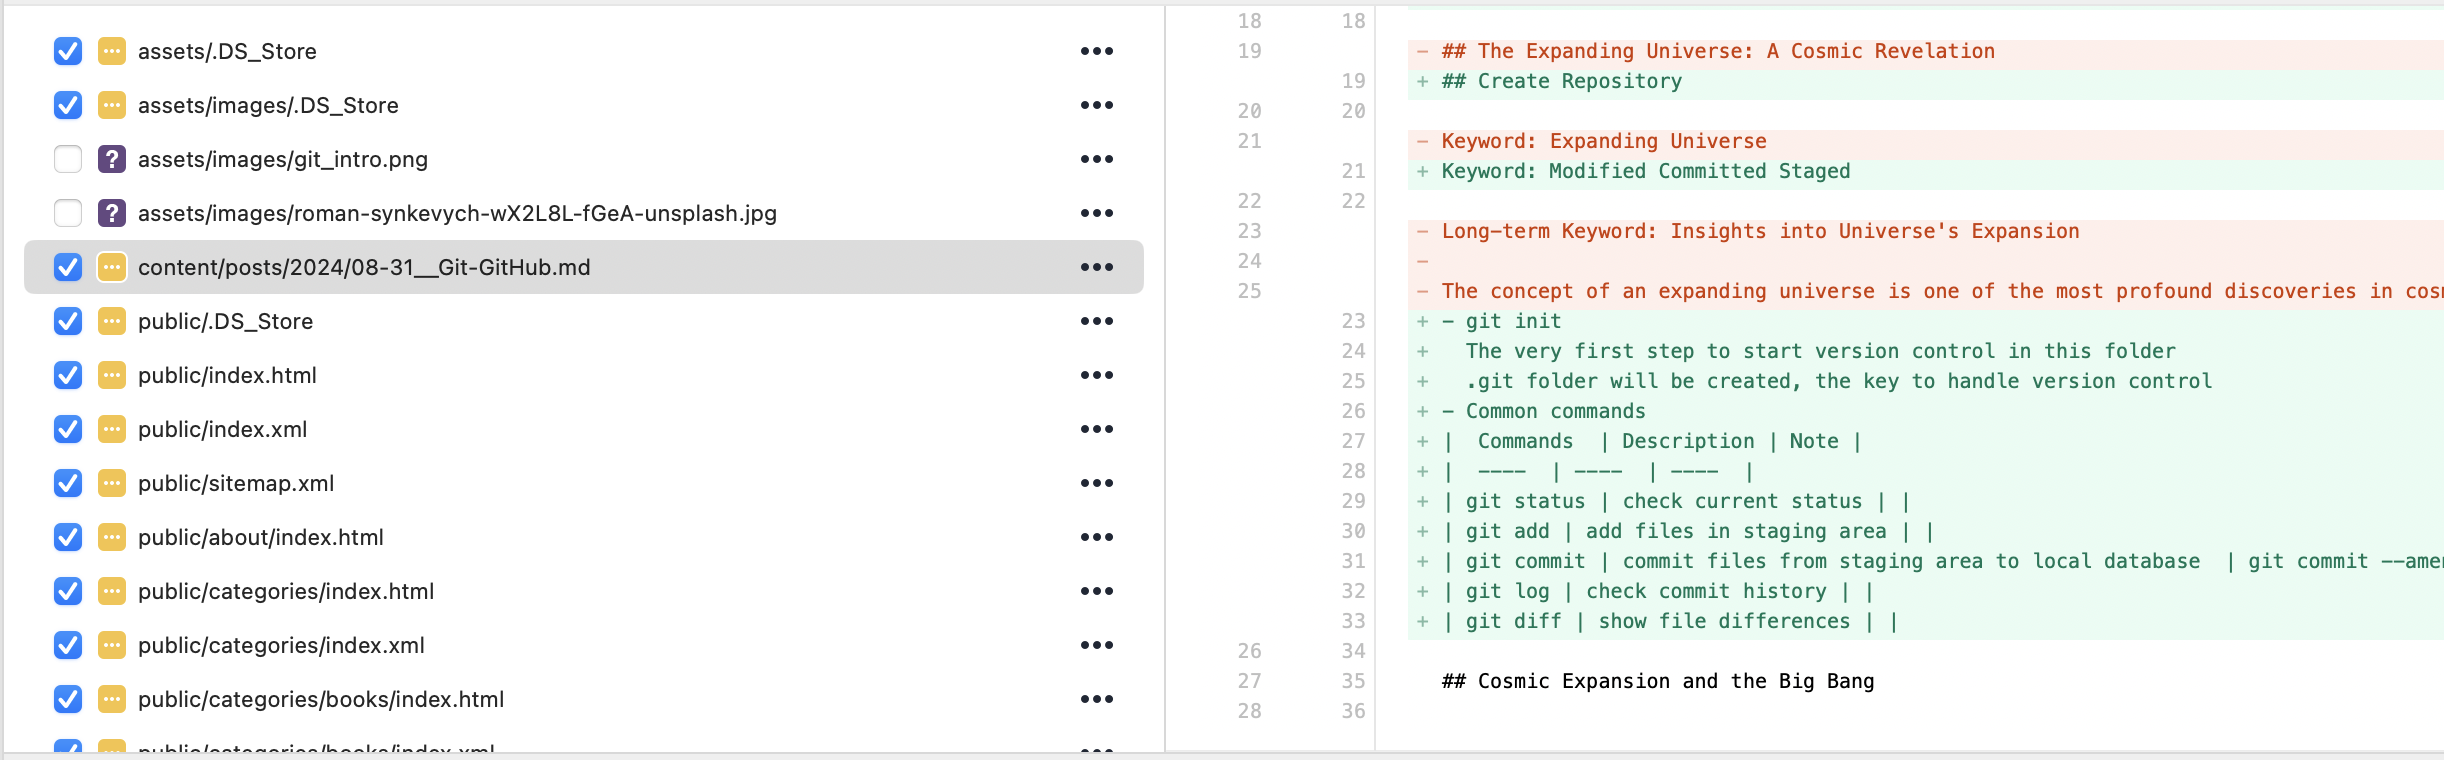 assets/.DS_Store
assets/images/.DS_Store
assets/images/git_intro.png
assets/images/roman-synkevych-wX2L8L-fGeA-unsplash.jpg
content/posts/2024/08-31__Git-GitHub.md
public/.DS_Store
public/index.html
public/index.xml
public/sitemap.xml
public/about/index.html
public/categories/index.html
public/categories/index.xml
public/categories/books/index.html
public/categories/books/index.xml
18 18
19 - ## The Expanding Universe: A Cosmic Revelation
19 + ## Create Repository
20 20
21 - Keyword: Expanding Universe
21 + Keyword: Modified Committed Staged
22 22
23 - Long-term Keyword: Insights into Universe's Expansion
24 -
25 - The concept of an expanding universe is one of the most profound discoveries in
23 + - git init
24 + The very first step to start version control in this folder
25 + .git folder will be created, the key to handle version control
26 + - Common commands
27 + |  Commands  | Description | Note |
28 + |  ----  | ----  | ----  |
29 + | git status | check current status | |
30 + | git add | add files in staging area | |
31 + | git commit | commit files from staging area to local database  | git commit
32 + | git log | check commit history | |
33 + | git diff | show file differences | |
26 34
27 35 ## Cosmic Expansion and the Big Bang
28 36